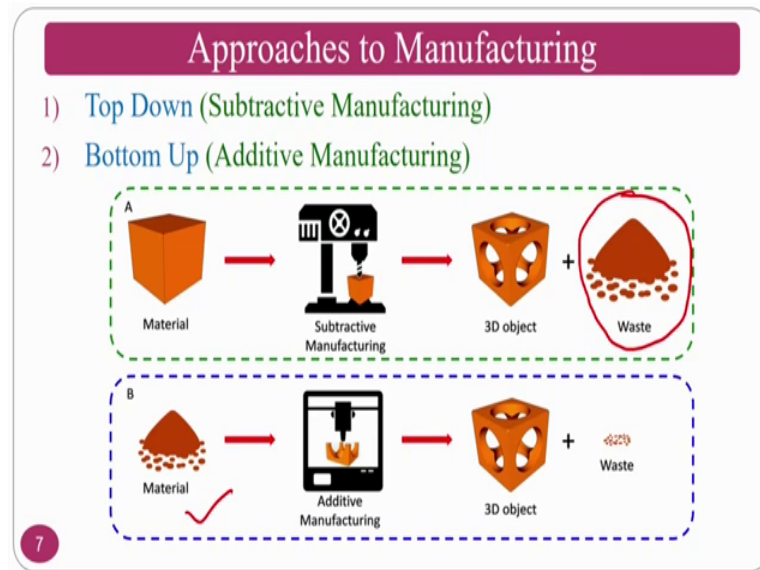 Approaches to Manufacturing
1) Top Down (Subtractive Manufacturing)
2) Bottom Up (Additive Manufacturing)
A
Material
Subtractive
Manufacturing
3D object
+
Waste
B
Material
Additive
Manufacturing
3D object
+
Waste
7